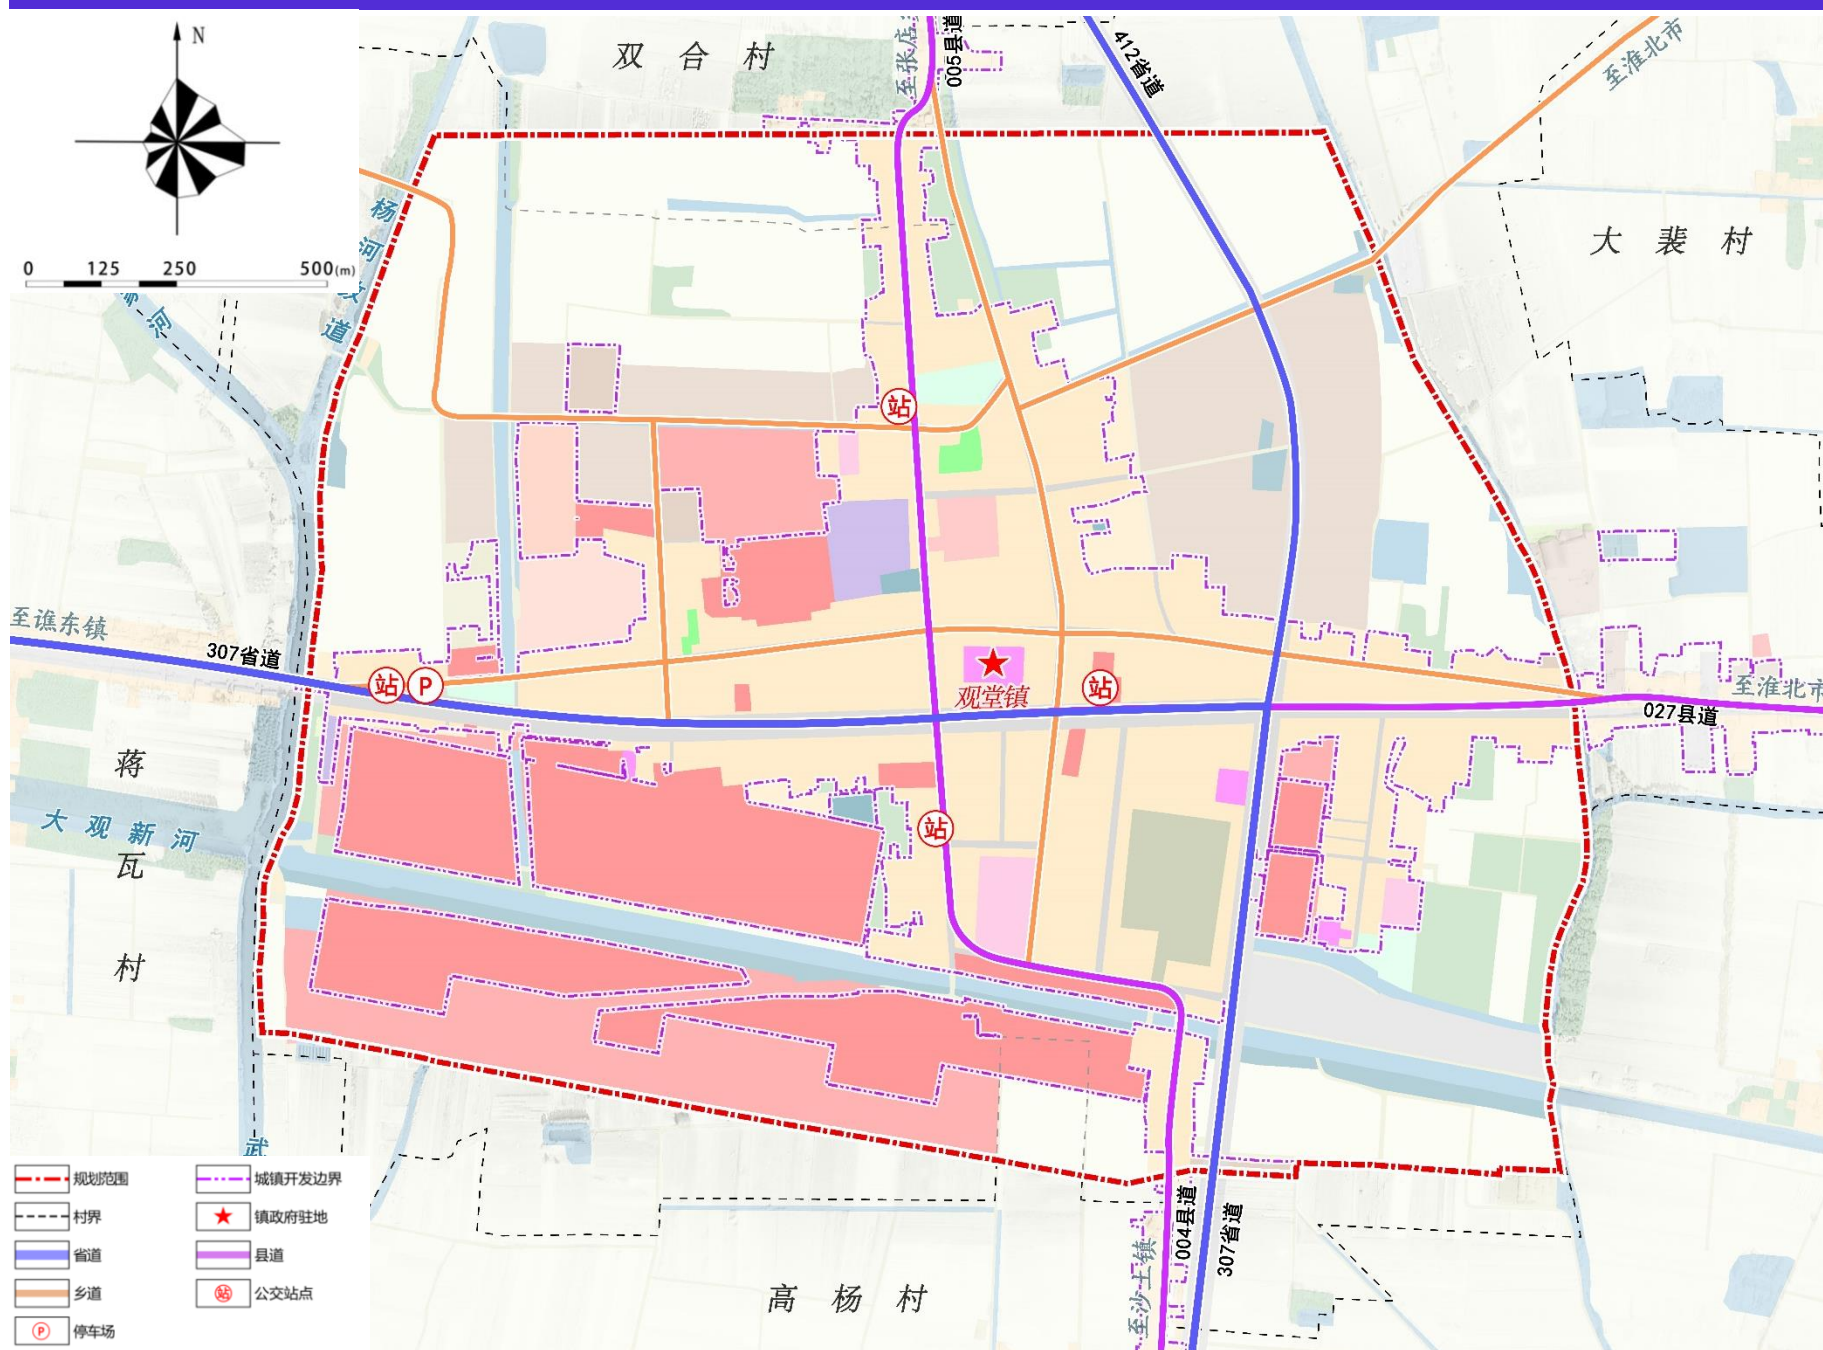 N
0 125 250 500(m)
双合村
至张店
005县道
412省道
至淮北市
大裴村
杨河改道
河
至谯东镇
307省道
站
P
站
站
站
观堂镇
至淮北市
027县道
蒋瓦村
大观新河
武
高杨村
至沙土镇
004县道
307省道
规划范围
城镇开发边界
村界
镇政府驻地
省道
县道
乡道
站
公交站点
P
停车场